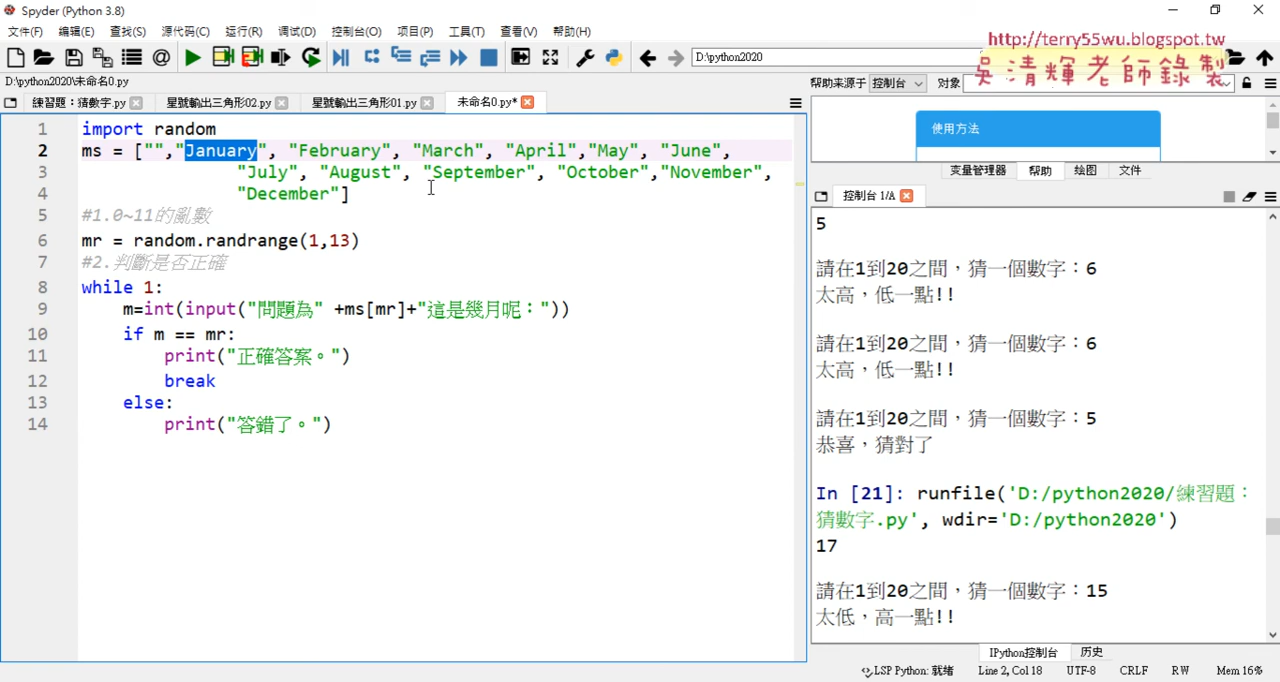 Spyder (Python 3.8)
文件(F) 编辑(E) 查找(S) 源代码(C) 运行(R) 调试(D) 控制台(O) 项目(P) 工具(T) 查看(V) 帮助(H)
D:\python2020
http://terry55wu.blogspot.tw
吳清輝老師錄製
D:\python2020\未命名0.py
帮助来源于 控制台 对象
練習題：猜數字.py 星號輸出三角形02.py 星號輸出三角形01.py 未命名0.py*
使用方法
变量管理器 帮助 绘图 文件
控制台 1/A
1 import random
2 ms = ["","January", "February", "March", "April","May", "June",
3 "July", "August", "September", "October","November",
4 "December"]
5 #1.0~11的亂數
6 mr = random.randrange(1,13)
7 #2.判斷是否正確
8 while 1:
9 m=int(input("問題為" +ms[mr]+"這是幾月呢："))
10 if m == mr:
11 print("正確答案。")
12 break
13 else:
14 print("答錯了。")
5
請在1到20之間，猜一個數字：6
太高，低一點!!
請在1到20之間，猜一個數字：6
太高，低一點!!
請在1到20之間，猜一個數字：5
恭喜，猜對了
In [21]: runfile('D:/python2020/練習題：
猜數字.py', wdir='D:/python2020')
17
請在1到20之間，猜一個數字：15
太低，高一點!!
IPython控制台 历史
LSP Python: 就绪 Line 2, Col 18 UTF-8 CRLF RW Mem 16%